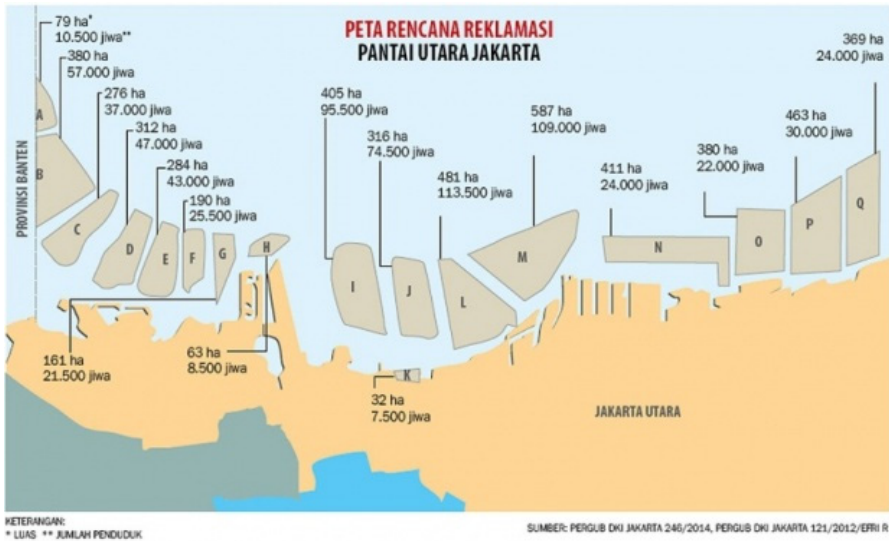 PETA RENCANA REKLAMASI
PANTAI UTARA JAKARTA
79 ha*
10.500 jiwa**
380 ha
57.000 jiwa
276 ha
37.000 jiwa
312 ha
47.000 jiwa
284 ha
43.000 jiwa
190 ha
25.500 jiwa
405 ha
95.500 jiwa
316 ha
74.500 jiwa
481 ha
113.500 jiwa
587 ha
109.000 jiwa
411 ha
24.000 jiwa
380 ha
22.000 jiwa
463 ha
30.000 jiwa
369 ha
24.000 jiwa
PROVINSI BANTEN
A
B
C
D
E
F
G
H
I
J
K
L
M
N
O
P
Q
161 ha
21.500 jiwa
63 ha
8.500 jiwa
32 ha
7.500 jiwa
JAKARTA UTARA
KETERANGAN:
* LUAS ** JUMLAH PENDUDUK
SUMBER: PERGUB DKI JAKARTA 246/2014, PERGUB DKI JAKARTA 121/2012/EFRI R